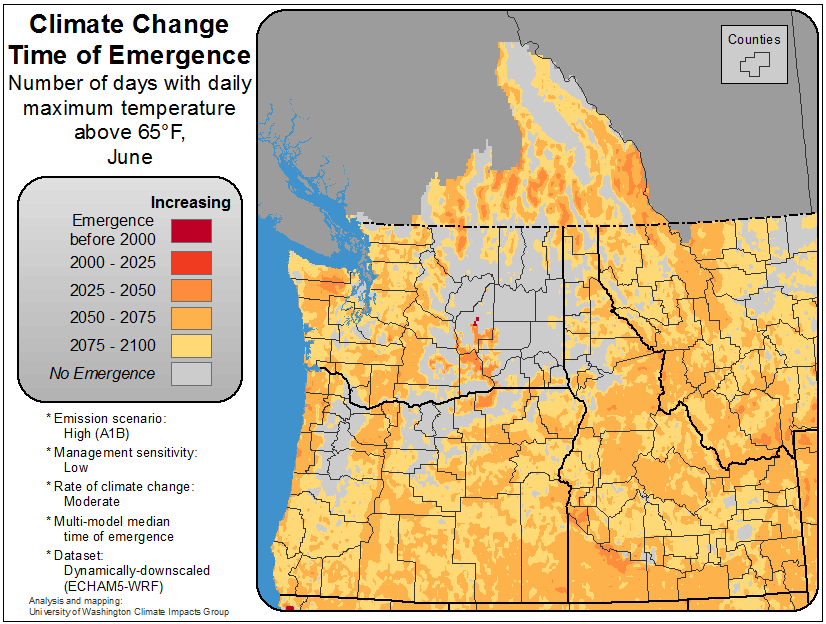 Climate Change
Time of Emergence
Number of days with daily
maximum temperature
above 65°F,
June
Increasing
Emergence
before 2000
2000 - 2025
2025 - 2050
2050 - 2075
2075 - 2100
No Emergence
* Emission scenario:
High (A1B)
* Management sensitivity:
Low
* Rate of climate change:
Moderate
* Multi-model median
time of emergence
* Dataset:
Dynamically-downscaled
(ECHAM5-WRF)
Analysis and mapping:
University of Washington Climate Impacts Group
Counties